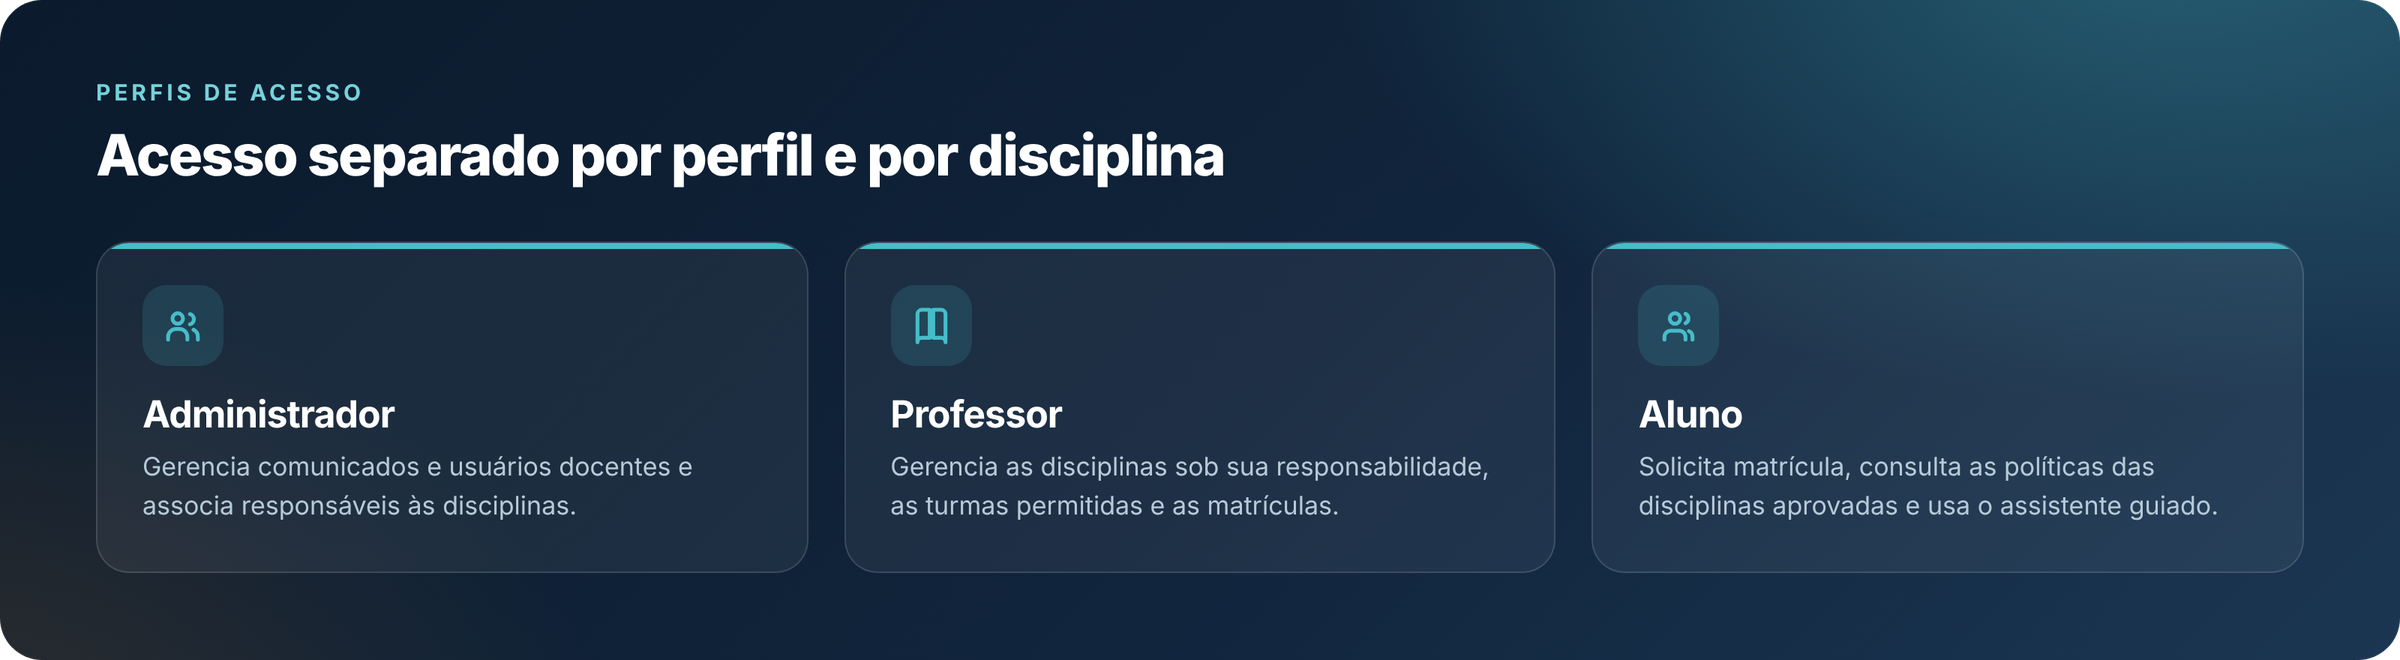 PERFIS DE ACESSO
Acesso separado por perfil e por disciplina
Administrador
Gerencia comunicados e usuários docentes e
associa responsáveis às disciplinas.
Professor
Gerencia as disciplinas sob sua responsabilidade,
as turmas permitidas e as matrículas.
Aluno
Solicita matrícula, consulta as políticas das
disciplinas aprovadas e usa o assistente guiado.